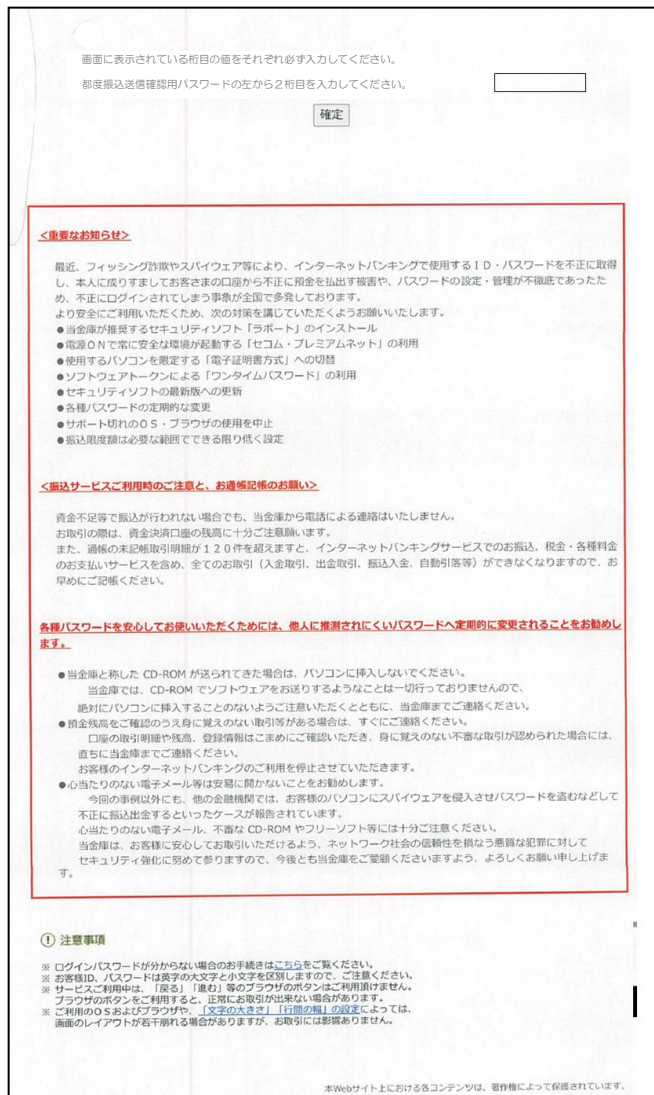 画面に表示されている桁目の値をそれぞれ必ず入力してください。
都度振込送信確認用パスワードの左から2桁目を入力してください。
確定
<重要なお知らせ>
最近、フィッシング詐欺やスパイウェア等により、インターネットバンキングで使用するＩＤ・パスワードを不正に取得
し、本人に成りすましてお客さまの口座から不正に預金を払出す被害や、パスワードの設定・管理が不徹底であったた
め、不正にログインされてしまう事象が全国で多発しております。
より安全にご利用いただくため、次の対策を講じていただくようお願いいたします。
●当金庫が推奨するセキュリティソフト「ラポート」のインストール
●電源ＯＮで常に安全な環境が起動する「セコム・プレミアムネット」の利用
●使用するパソコンを限定する「電子証明書方式」への切替
●ソフトウェアトークンによる「ワンタイムパスワード」の利用
●セキュリティソフトの最新版への更新
●各種パスワードの定期的な変更
●サポート切れのＯＳ・ブラウザの使用を中止
●振込限度額は必要な範囲でできる限り低く設定
<振込サービスご利用時のご注意と、お通帳記帳のお願い>
資金不足等で振込が行われない場合でも、当金庫から電話による連絡はいたしません。
お取引の際は、資金決済口座の残高に十分ご注意願います。
また、通帳の未記帳取引明細が１２０件を超えますと、インターネットバンキングサービスでのお振込、税金・各種料金
のお支払いサービスを含め、全てのお取引（入金取引、出金取引、振込入金、自動引落等）ができなくなりますので、お
早めにご記帳ください。
各種パスワードを安心してお使いいただくためには、他人に推測されにくいパスワードへ定期的に変更されることをお勧めし
ます。
●当金庫と称した CD-ROM が送られてきた場合は、パソコンに挿入しないでください。
当金庫では、CD-ROM でソフトウェアをお送りするようなことは一切行っておりませんので、
絶対にパソコンに挿入することのないようご注意いただくとともに、当金庫までご連絡ください。
●預金残高をご確認のうえ身に覚えのない取引等がある場合は、すぐにご連絡ください。
口座の取引明細や残高、登録情報はこまめにご確認いただき、身に覚えのない不審な取引が認められた場合には、
直ちに当金庫までご連絡ください。
お客様のインターネットバンキングのご利用を停止させていただきます。
●心当たりのない電子メール等は安易に開かないことをお勧めします。
今回の事例以外にも、他の金融機関では、お客様のパソコンにスパイウェアを侵入させパスワードを盗むなどして
不正に振込出金するといったケースが報告されています。
心当たりのない電子メール、不審な CD-ROM やフリーソフト等には十分ご注意ください。
当金庫は、お客様に安心してお取引いただけるよう、ネットワーク社会の信頼性を損なう悪質な犯罪に対して
セキュリティ強化に努めて参りますので、今後とも当金庫をご愛顧くださいますよう、よろしくお願い申し上げま
す。
注意事項
※ ログインパスワードが分からない場合のお手続きはこちらをご覧ください。
※ お客様ID、パスワードは英字の大文字と小文字を区別しますので、ご注意ください。
※ サービスご利用中は、「戻る」「進む」等のブラウザのボタンはご利用頂けません。
ブラウザのボタンをご利用すると、正常にお取引が出来ない場合があります。
※ ご利用のＯＳおよびブラウザや、「文字の大きさ」「行間の幅」の設定によっては、
画面のレイアウトが若干崩れる場合がありますが、お取引には影響ありません。
本Webサイト上における各コンテンツは、著作権によって保護されています。